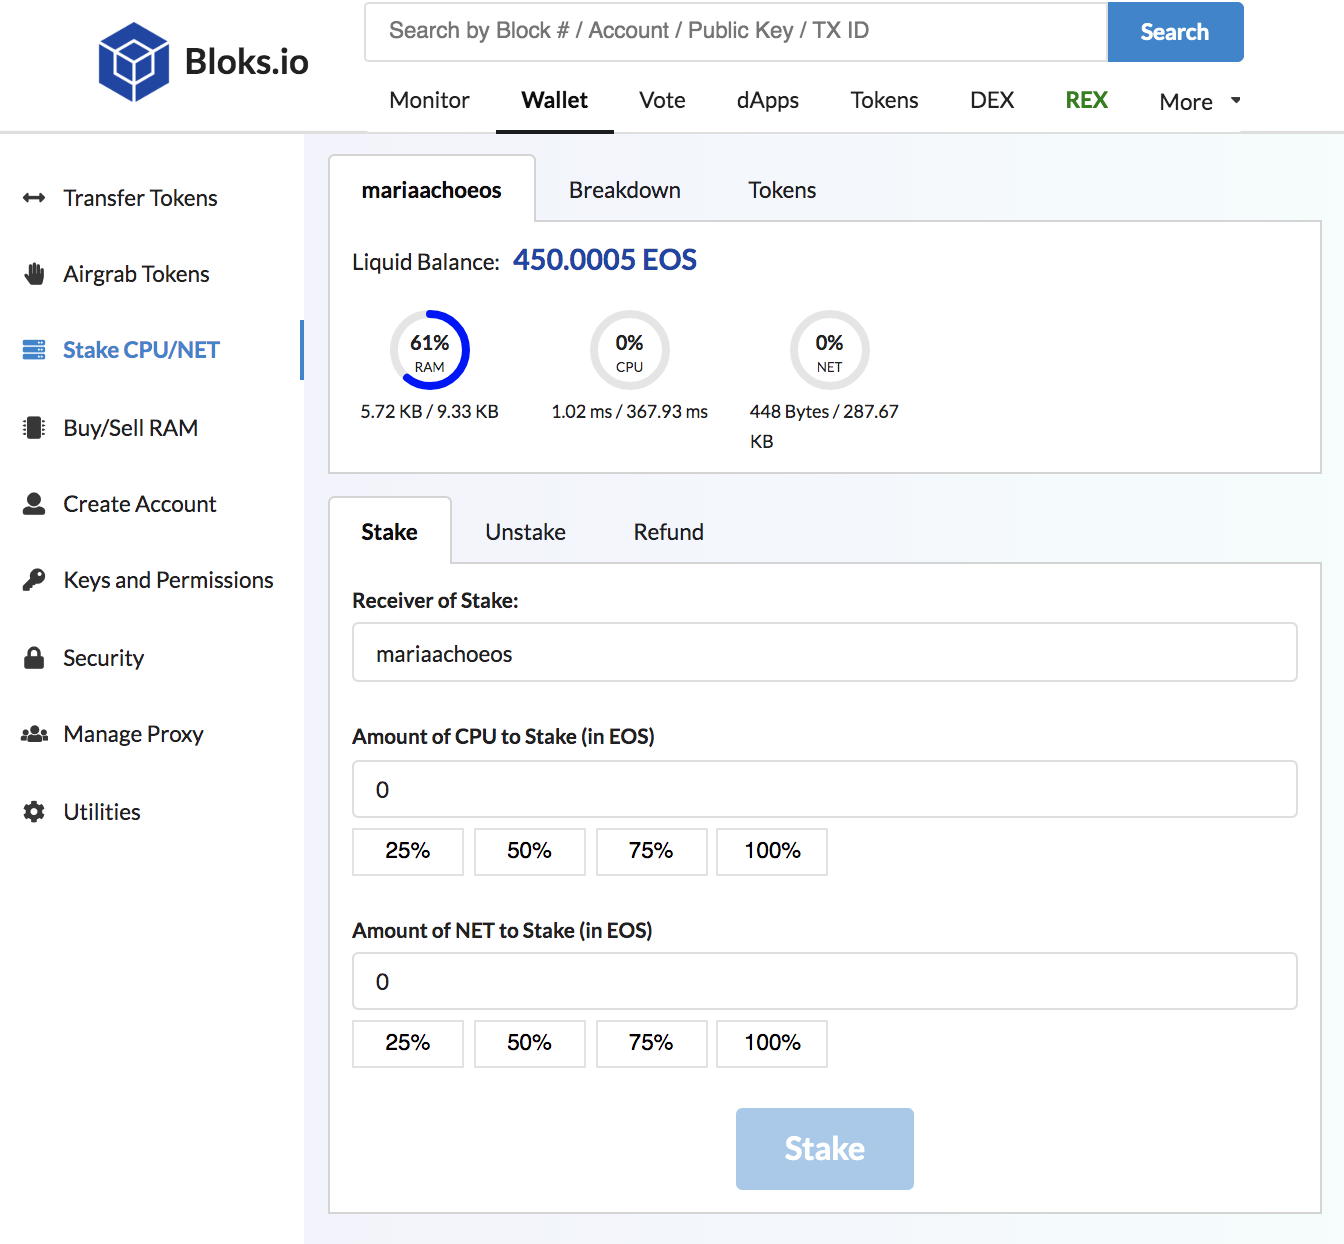 Bloks.io
Search by Block # / Account / Public Key / TX ID
Search
Monitor
Wallet
Vote
dApps
Tokens
DEX
REX
More
Transfer Tokens
Airgrab Tokens
Stake CPU/NET
Buy/Sell RAM
Create Account
Keys and Permissions
Security
Manage Proxy
Utilities
mariaachoeos
Breakdown
Tokens
Liquid Balance: 450.0005 EOS
61%
RAM
5.72 KB / 9.33 KB
0%
CPU
1.02 ms / 367.93 ms
0%
NET
448 Bytes / 287.67
KB
Stake
Unstake
Refund
Receiver of Stake:
mariaachoeos
Amount of CPU to Stake (in EOS)
0
25%
50%
75%
100%
Amount of NET to Stake (in EOS)
0
25%
50%
75%
100%
Stake